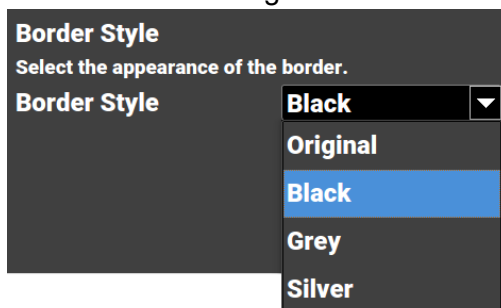 Border Style
Select the appearance of the border.
Border Style Black
Original
Black
Grey
Silver